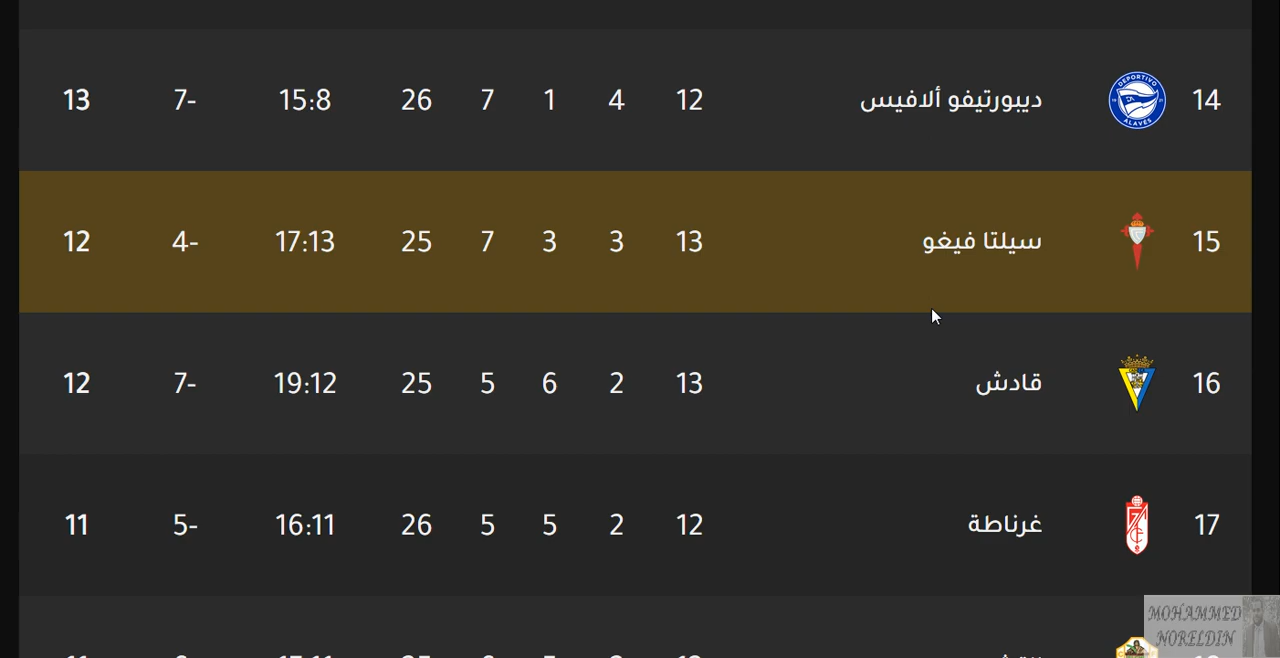 14 ديبورتيفو ألافيس 12 4 1 7 26 15:8 7- 13
15 سيلتا فيغو 13 3 3 7 25 17:13 4- 12
16 قادش 13 2 6 5 25 19:12 7- 12
17 غرناطة 12 2 5 5 26 16:11 5- 11
DEPORTIVO ALAVÉS
MOHAMMED
NORELDIN